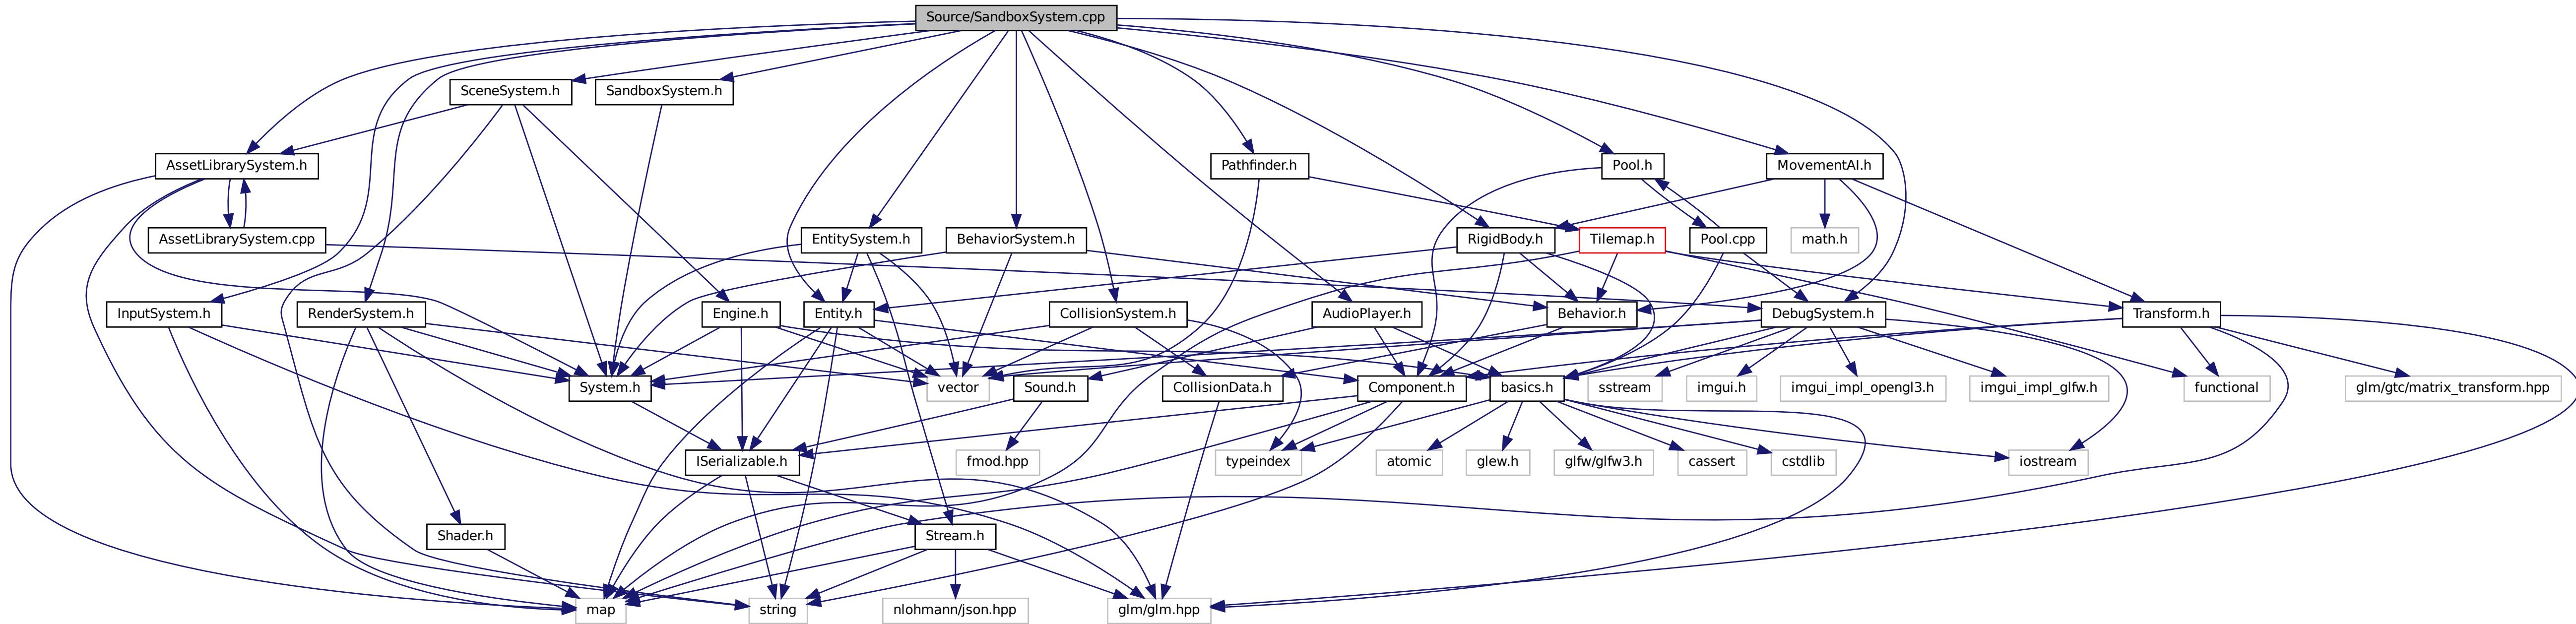 Source/SandboxSystem.cpp
SceneSystem.h
SandboxSystem.h
AssetLibrarySystem.h
Pathfinder.h
Pool.h
MovementAI.h
AssetLibrarySystem.cpp
EntitySystem.h
BehaviorSystem.h
RigidBody.h
Tilemap.h
Pool.cpp
math.h
InputSystem.h
RenderSystem.h
Engine.h
Entity.h
CollisionSystem.h
AudioPlayer.h
Behavior.h
DebugSystem.h
Transform.h
System.h
vector
Sound.h
CollisionData.h
Component.h
basics.h
sstream
imgui.h
imgui_impl_opengl3.h
imgui_impl_glfw.h
functional
glm/gtc/matrix_transform.hpp
ISerializable.h
fmod.hpp
typeindex
atomic
glew.h
glfw/glfw3.h
cassert
cstdlib
iostream
Shader.h
Stream.h
map
string
nlohmann/json.hpp
glm/glm.hpp